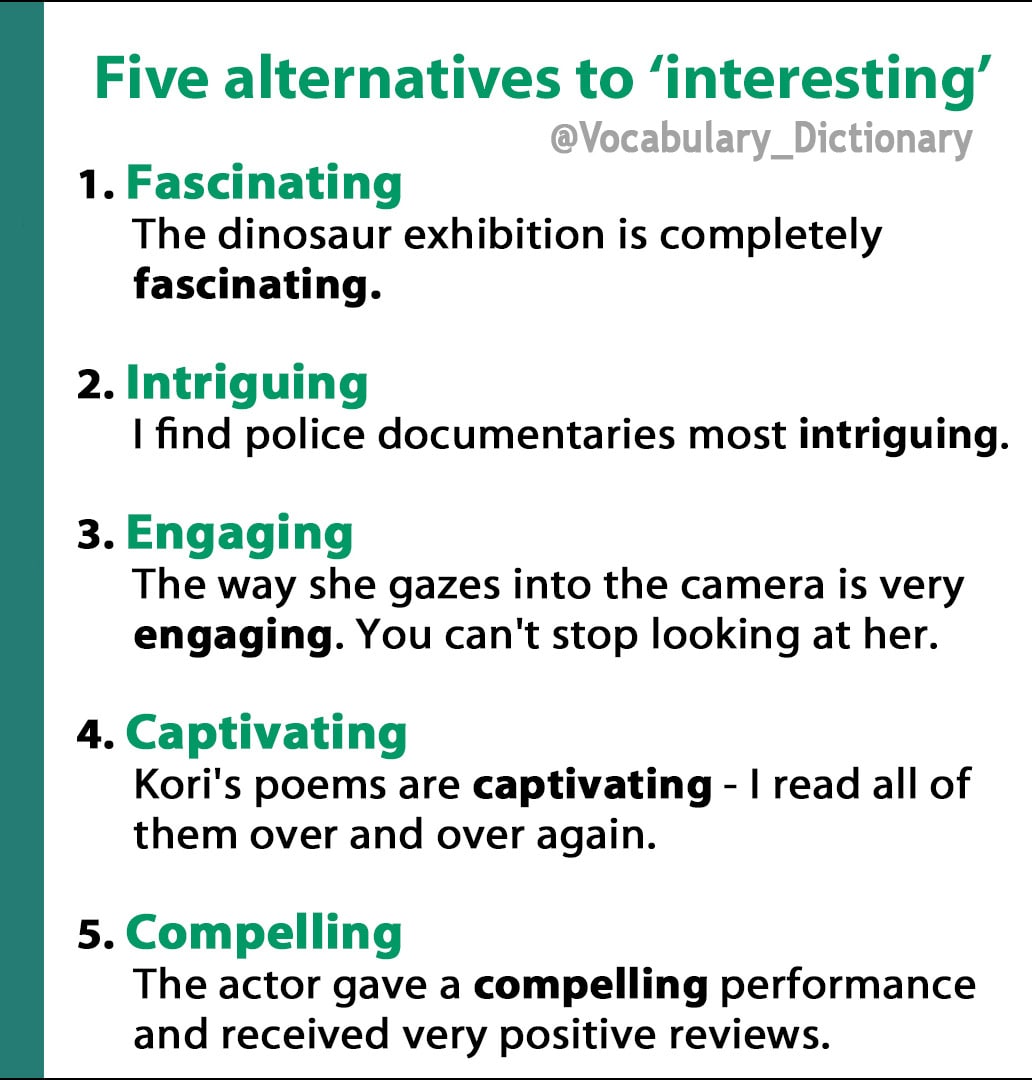 Five alternatives to ‘interesting’
@Vocabulary_Dictionary
1. Fascinating
The dinosaur exhibition is completely
fascinating.
2. Intriguing
I find police documentaries most intriguing.
3. Engaging
The way she gazes into the camera is very
engaging. You can't stop looking at her.
4. Captivating
Kori's poems are captivating - I read all of
them over and over again.
5. Compelling
The actor gave a compelling performance
and received very positive reviews.